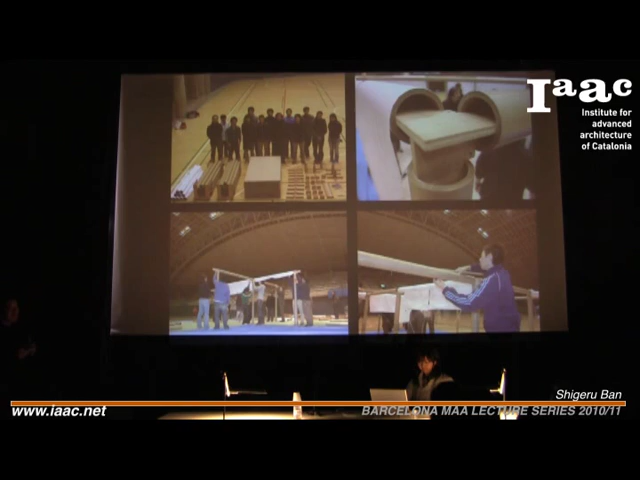 Iaac
Institute for
advanced
architecture
of Catalonia
Shigeru Ban
www.iaac.net
BARCELONA MAA LECTURE SERIES 2010/11